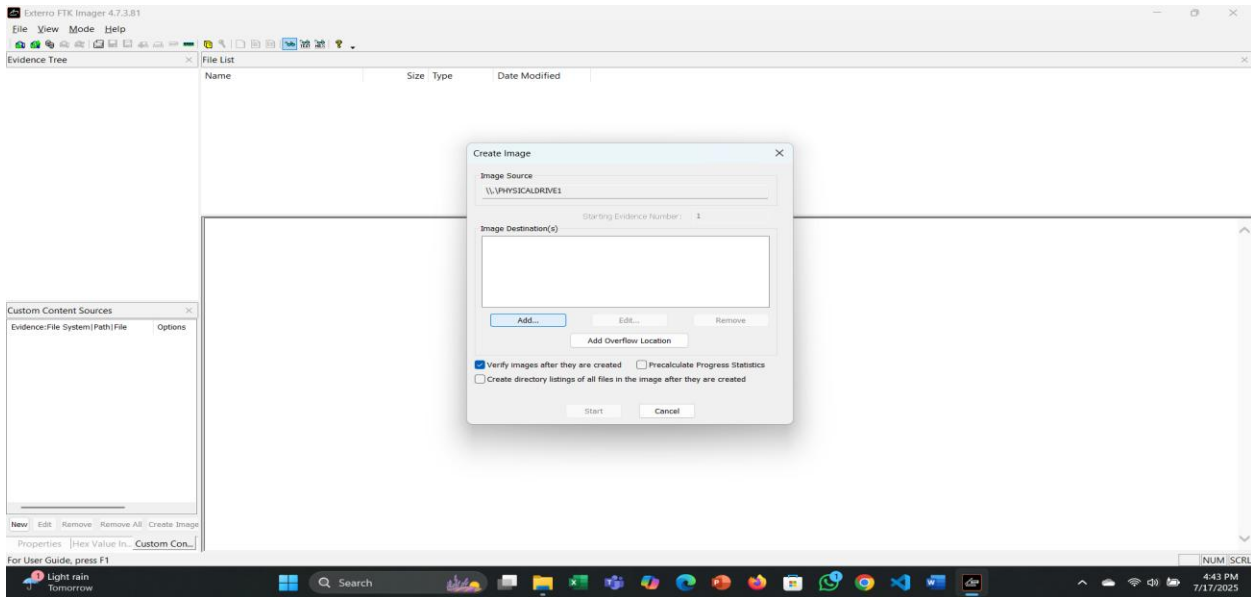 Exterro FTK Imager 4.7.3.81
File View Mode Help
Evidence Tree
File List
Name Size Type Date Modified
Create Image
Image Source
\\.\PHYSICALDRIVE1
Starting Evidence Number: 1
Image Destination(s)
Add... Edit... Remove
Add Overflow Location
Verify images after they are created Precalculate Progress Statistics
Create directory listings of all files in the image after they are created
Start Cancel
Custom Content Sources
Evidence:File System|Path|File Options
New Edit Remove Remove All Create Image
Properties Hex Value In... Custom Con...
For User Guide, press F1
NUM SCRL
1
Light rain
Tomorrow
Search
4:43 PM
7/17/2025